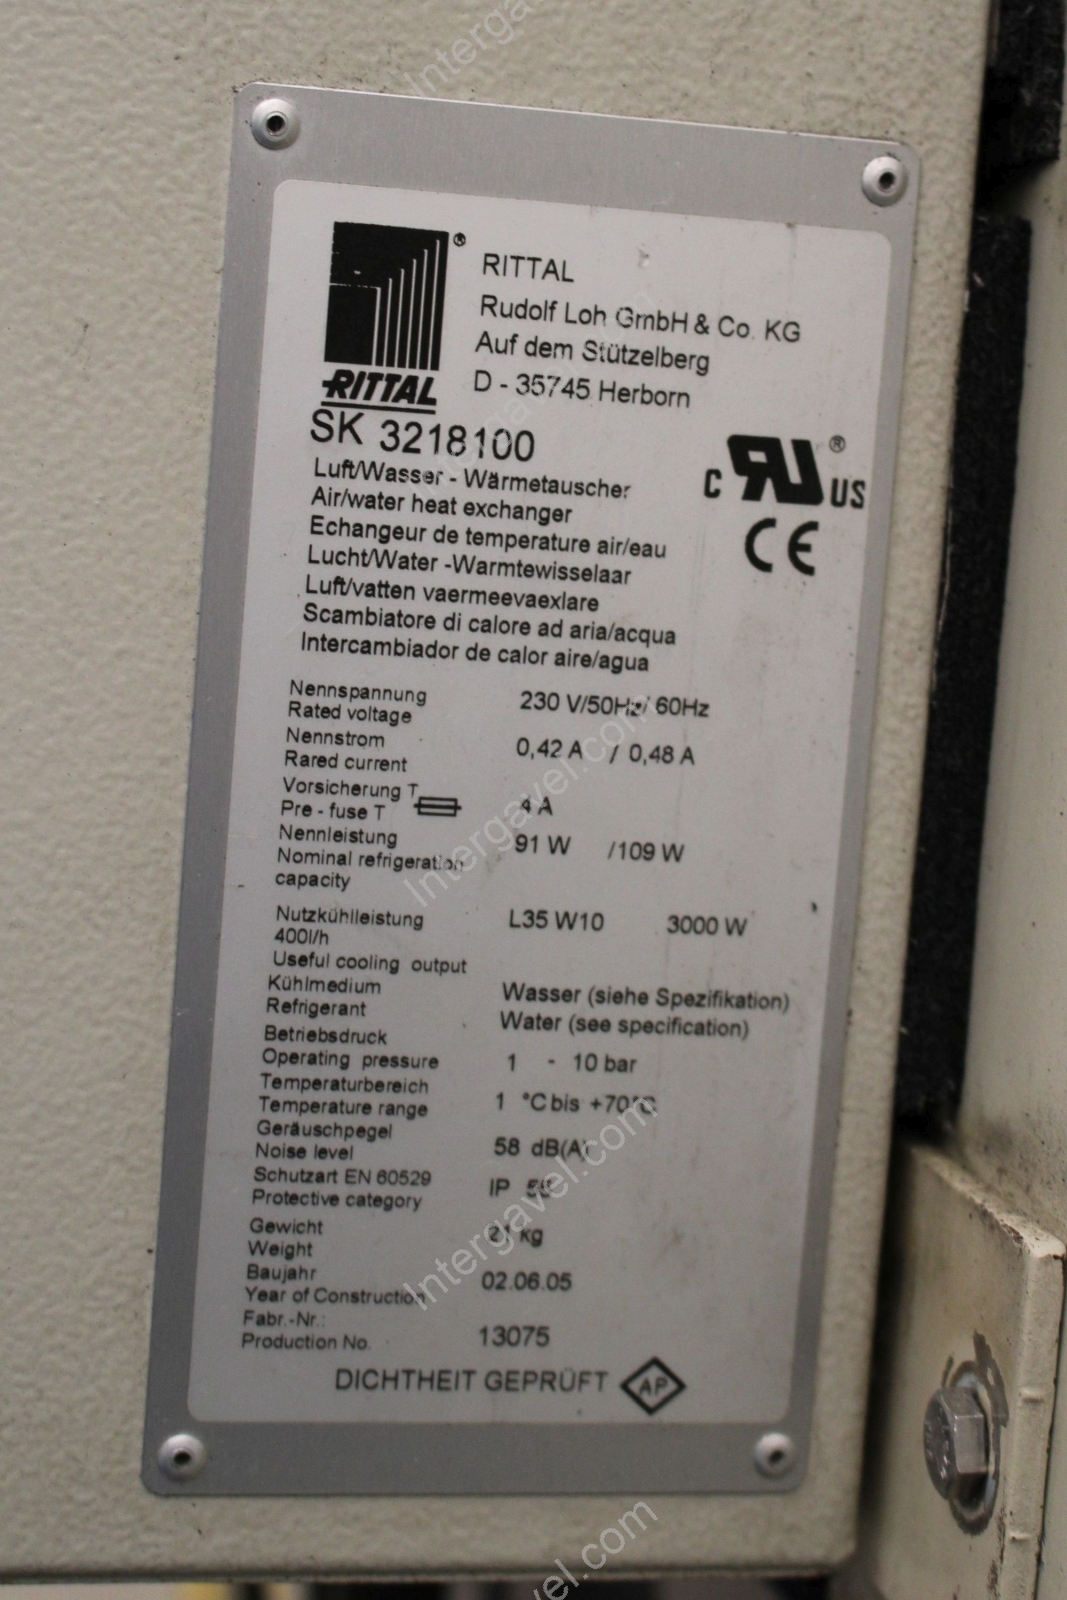 RITTAL
Rudolf Loh GmbH & Co. KG
Auf dem Stützelberg
D - 35745 Herborn
RITTAL
SK 3218100
Luft/Wasser - Wärmetauscher
Air/water heat exchanger
Echangeur de temperature air/eau
Lucht/Water -Warmtewisselaar
Luft/vatten vaermeevaexlare
Scambiatore di calore ad aria/acqua
Intercambiador de calor aire/agua
C RU ® US
CE
Nennspannung
Rated voltage 230 V/50Hz/ 60Hz
Nennstrom
Rared current 0,42 A / 0,48 A
Vorsicherung T
Pre - fuse T 4 A
Nennleistung 91 W /109 W
Nominal refrigeration
capacity
Nutzkühlleistung L35 W10 3000 W
400l/h
Useful cooling output
Kühlmedium Wasser (siehe Spezifikation)
Refrigerant Water (see specification)
Betriebsdruck
Operating pressure 1 - 10 bar
Temperaturbereich
Temperature range 1 °C bis +70°C
Geräuschpegel
Noise level 58 dB(A)
Schutzart EN 60529
Protective category IP
Gewicht
Weight 21 kg
Baujahr
Year of Construction 02.06.05
Fabr.-Nr.:
Production No. 13075
DICHTHEIT GEPRÜFT AP
Intergavel.com
Intergavel.com
Intergavel.com